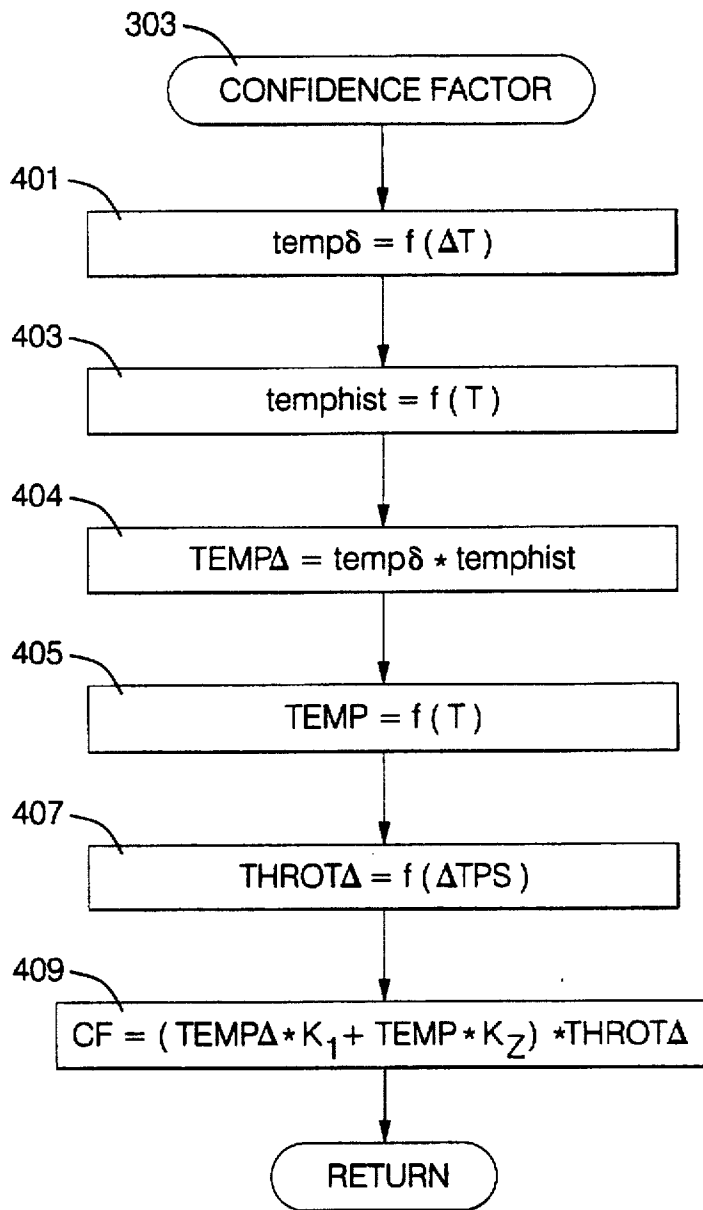 303
CONFIDENCE FACTOR
401
tempδ = f ( ΔT )
403
temphist = f ( T )
404
TEMPΔ = tempδ * temphist
405
TEMP = f ( T )
407
THROTΔ = f ( ΔTPS )
409
CF = ( TEMPΔ * K₁ + TEMP * K_Z ) * THROTΔ
RETURN